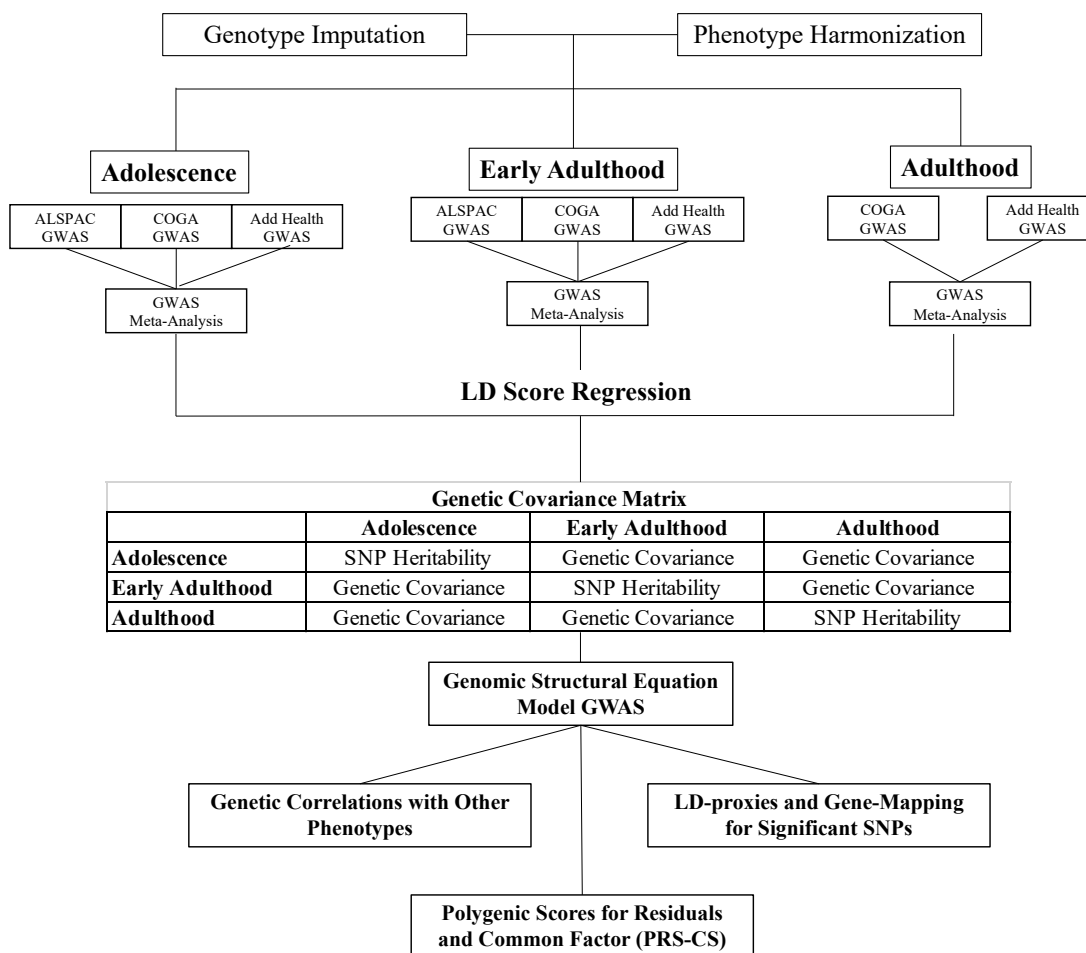 Genotype Imputation
Phenotype Harmonization
Adolescence
Early Adulthood
Adulthood
ALSPAC
GWAS
COGA
GWAS
Add Health
GWAS
ALSPAC
GWAS
COGA
GWAS
Add Health
GWAS
COGA
GWAS
Add Health
GWAS
GWAS
Meta-Analysis
GWAS
Meta-Analysis
GWAS
Meta-Analysis
LD Score Regression
Genetic Covariance Matrix
Adolescence Early Adulthood Adulthood
Adolescence SNP Heritability Genetic Covariance Genetic Covariance
Early Adulthood Genetic Covariance SNP Heritability Genetic Covariance
Adulthood Genetic Covariance Genetic Covariance SNP Heritability
Genomic Structural Equation
Model GWAS
Genetic Correlations with Other
Phenotypes
LD-proxies and Gene-Mapping
for Significant SNPs
Polygenic Scores for Residuals
and Common Factor (PRS-CS)